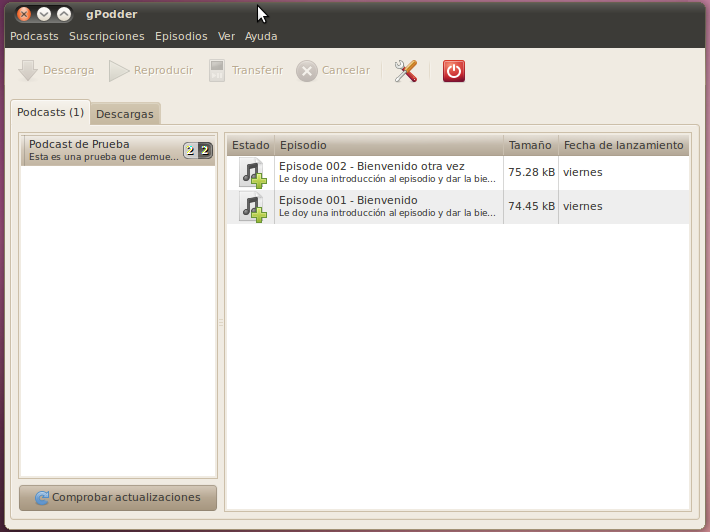 gPodder
Podcasts Suscripciones Episodios Ver Ayuda
Descarga Reproducir Transferir Cancelar
Podcasts (1) Descargas
Podcast de Prueba
Esta es una prueba que demue...
2 2
Estado Episodio Tamaño Fecha de lanzamiento
Episode 002 - Bienvenido otra vez
Le doy una introducción al episodio y dar la bie...
75.28 kB viernes
Episode 001 - Bienvenido
Le doy una introducción al episodio y dar la bie...
74.45 kB viernes
Comprobar actualizaciones